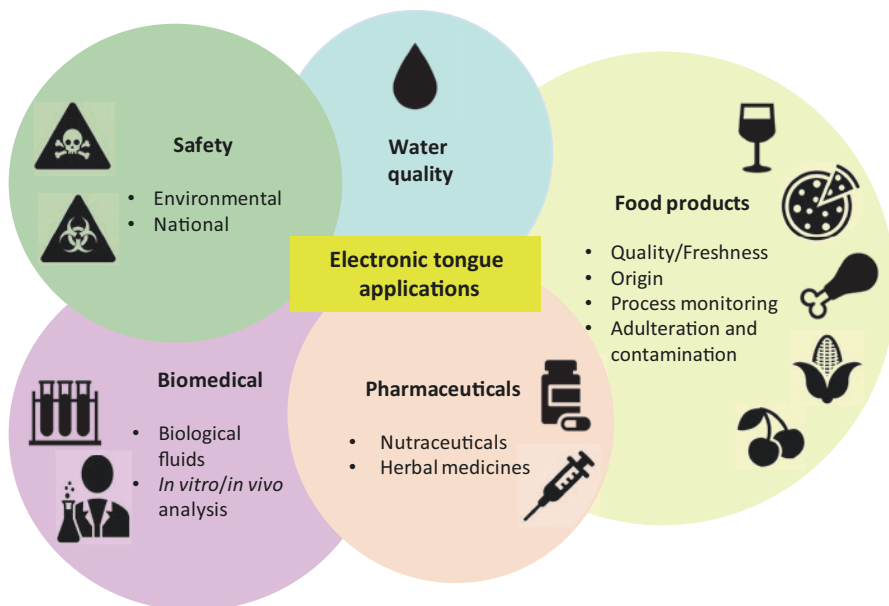 Safety
• Environmental
• National
Water
quality
Food products
• Quality/Freshness
• Origin
• Process monitoring
• Adulteration and
contamination
Electronic tongue
applications
Biomedical
• Biological
fluids
• In vitro/in vivo
analysis
Pharmaceuticals
• Nutraceuticals
• Herbal medicines